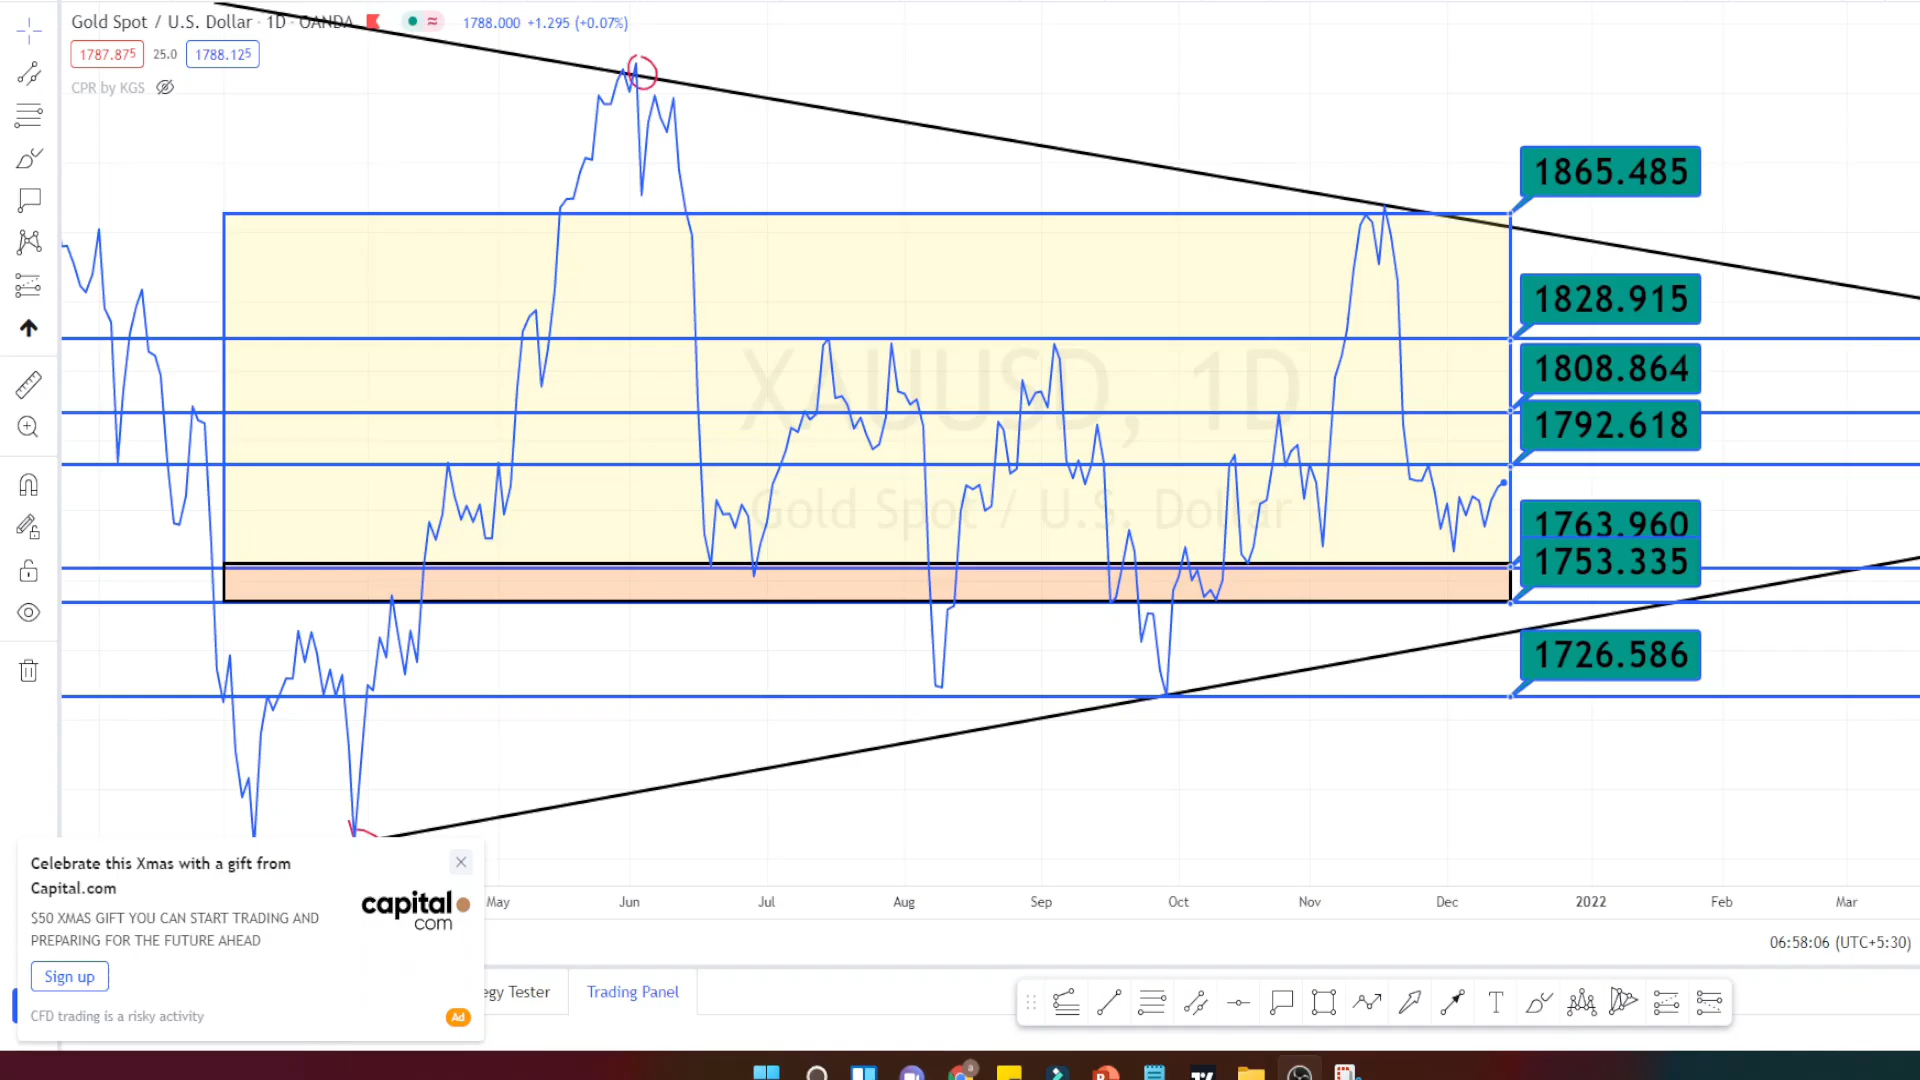 Gold Spot / U.S. Dollar · 1D · OANDA
1788.000 +1.295 (+0.07%)
1787.875 25.0 1788.125
CPR by KGS
1865.485
1828.915
1808.864
1792.618
1763.960
1753.335
1726.586
XAUUSD, 1D
Gold Spot / U.S. Dollar
May Jun Jul Aug Sep Oct Nov Dec 2022 Feb Mar
06:58:06 (UTC+5:30)
Celebrate this Xmas with a gift from
Capital.com
$50 XMAS GIFT YOU CAN START TRADING AND
PREPARING FOR THE FUTURE AHEAD
capital
com
Sign up
CFD trading is a risky activity
Ad
egy Tester
Trading Panel